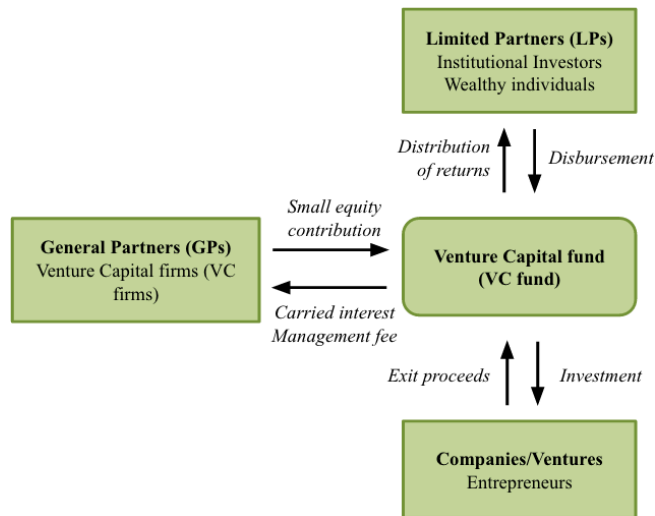 Limited Partners (LPs)
Institutional Investors
Wealthy individuals
Distribution
of returns
Disbursement
Small equity
contribution
General Partners (GPs)
Venture Capital firms (VC
firms)
Venture Capital fund
(VC fund)
Carried interest
Management fee
Exit proceeds
Investment
Companies/Ventures
Entrepreneurs